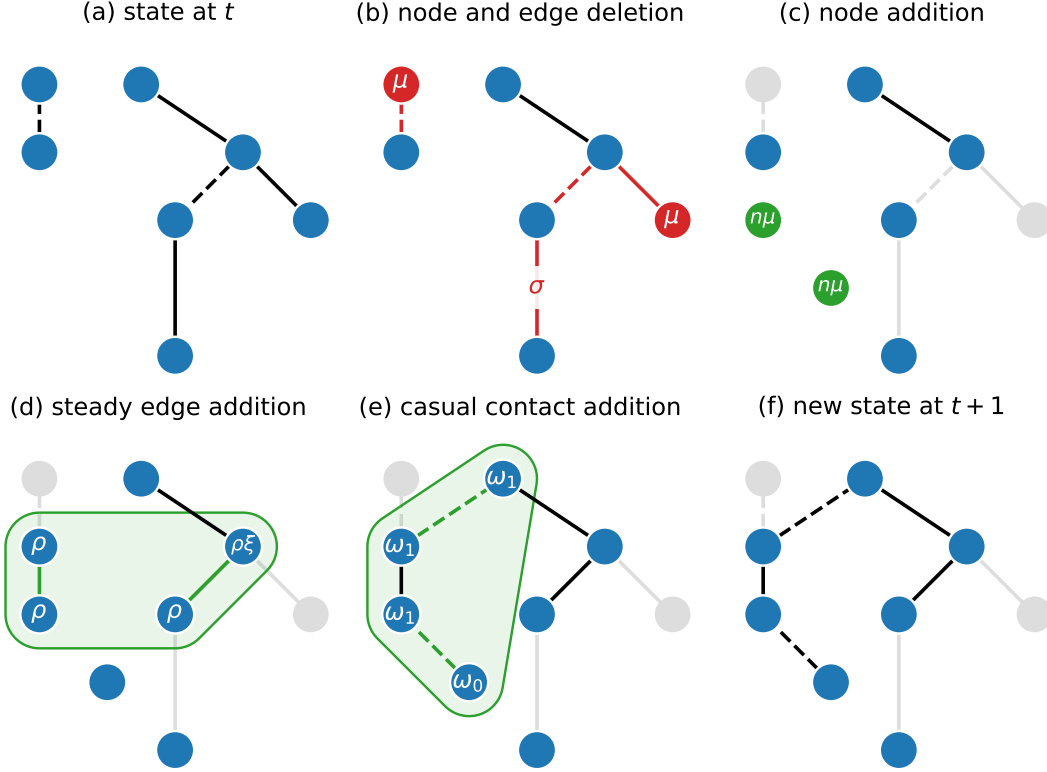 (a) state at t
(b) node and edge deletion
(c) node addition
μ
μ
σ
nμ
nμ
(d) steady edge addition
(e) casual contact addition
(f) new state at t + 1
ρ
ρξ
ρ
ρ
ω₁
ω₁
ω₁
ω₀